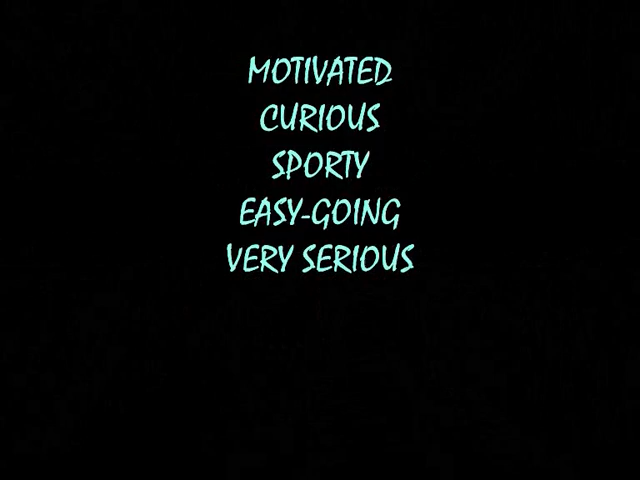 MOTIVATED
CURIOUS
SPORTY
EASY-GOING
VERY SERIOUS